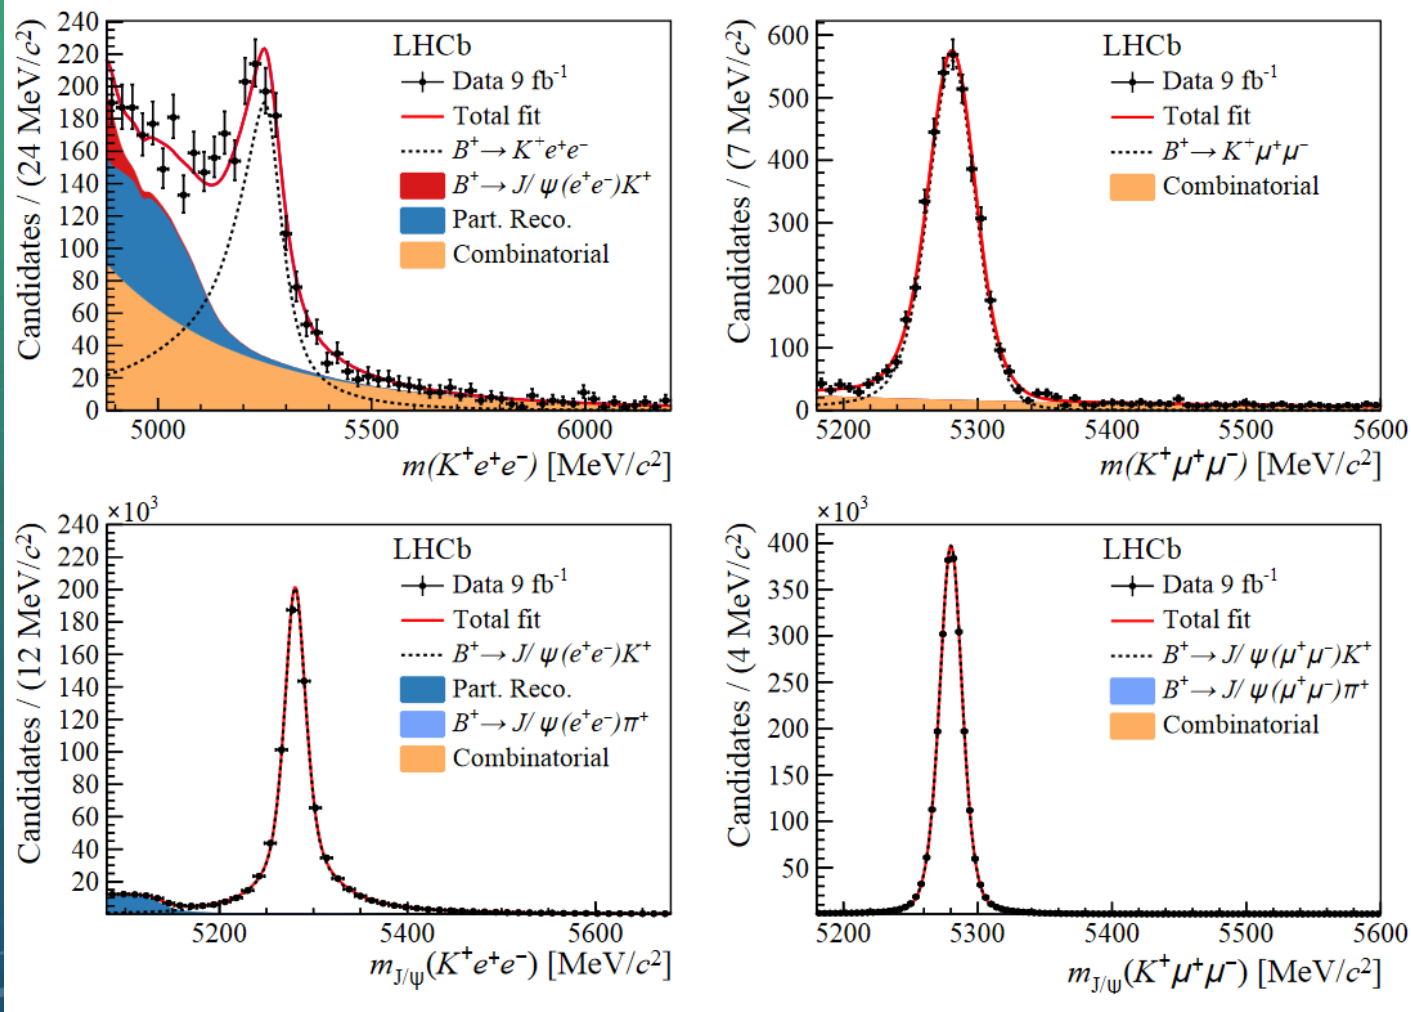 Candidates / (24 MeV/c²)
240
220
200
180
160
140
120
100
80
60
40
20
0
LHCb
Data 9 fb⁻¹
Total fit
B⁺→ K⁺e⁺e⁻
B⁺→ J/ψ(e⁺e⁻)K⁺
Part. Reco.
Combinatorial
5000 5500 6000
m(K⁺e⁺e⁻) [MeV/c²]
Candidates / (7 MeV/c²)
600
500
400
300
200
100
0
LHCb
Data 9 fb⁻¹
Total fit
B⁺→ K⁺μ⁺μ⁻
Combinatorial
5200 5300 5400 5500 5600
m(K⁺μ⁺μ⁻) [MeV/c²]
Candidates / (12 MeV/c²)
×10³
240
220
200
180
160
140
120
100
80
60
40
20
LHCb
Data 9 fb⁻¹
Total fit
B⁺→ J/ψ(e⁺e⁻)K⁺
Part. Reco.
B⁺→ J/ψ(e⁺e⁻)π⁺
Combinatorial
5200 5400 5600
m_J/ψ(K⁺e⁺e⁻) [MeV/c²]
Candidates / (4 MeV/c²)
×10³
400
350
300
250
200
150
100
50
LHCb
Data 9 fb⁻¹
Total fit
B⁺→ J/ψ(μ⁺μ⁻)K⁺
B⁺→ J/ψ(μ⁺μ⁻)π⁺
Combinatorial
5200 5300 5400 5500 5600
m_J/ψ(K⁺μ⁺μ⁻) [MeV/c²]